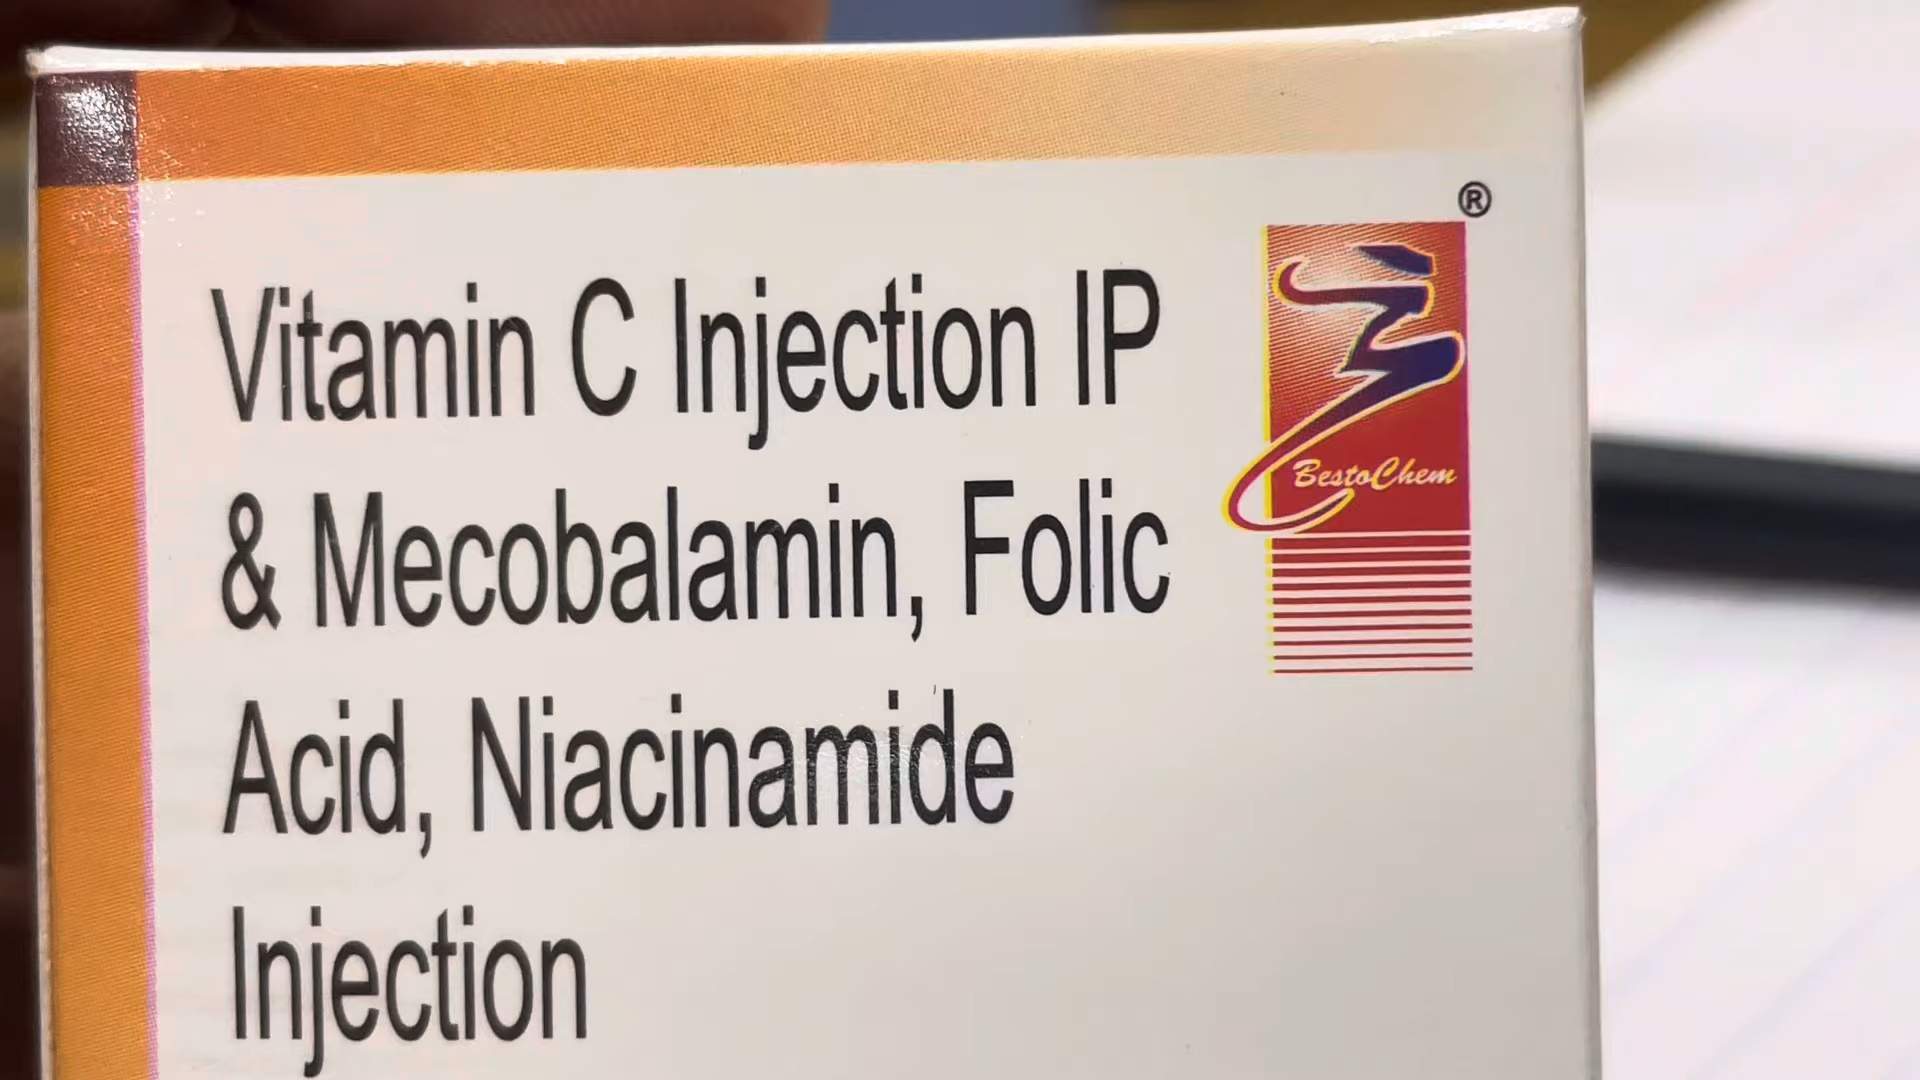 Vitamin C Injection IP
& Mecobalamin, Folic
Acid, Niacinamide
Injection
®
BestoChem